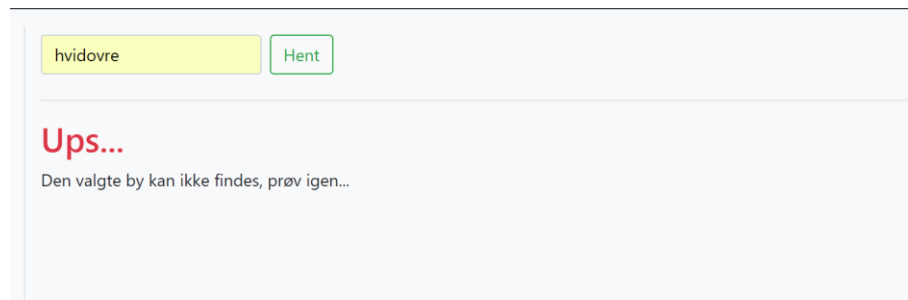 hvidovre
Hent
Ups...
Den valgte by kan ikke findes, prøv igen...